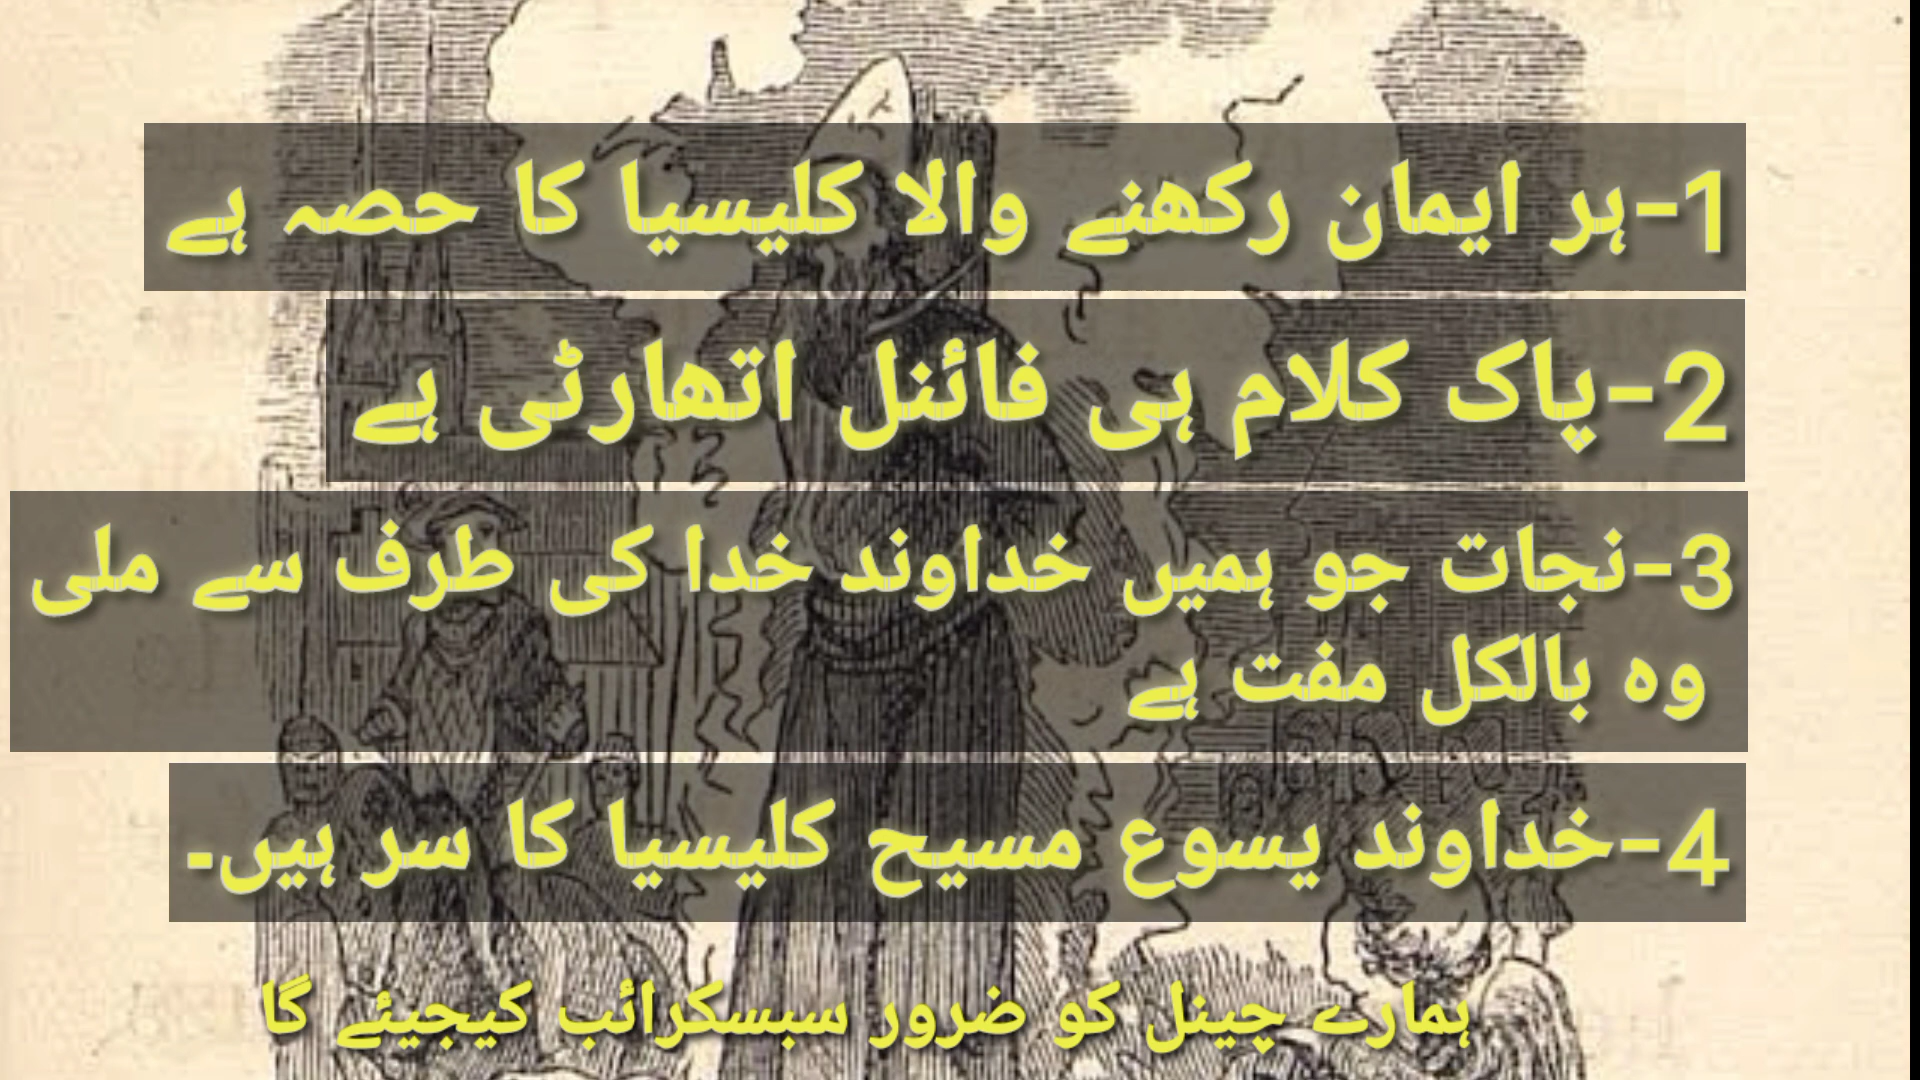 1-ہر ایمان رکھنے والا کلیسیا کا حصہ ہے
2-پاک کلام ہی فائنل اتھارٹی ہے
3-نجات جو ہمیں خداوند خدا کی طرف سے ملی
وہ بالکل مفت ہے
4-خداوند یسوع مسیح کلیسیا کا سر ہیں۔
ہمارے چینل کو ضرور سبسکرائب کیجیئے گا